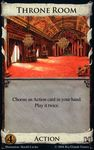 THRONE ROOM
Choose an Action card in your hand.
Play it twice.
4
ACTION